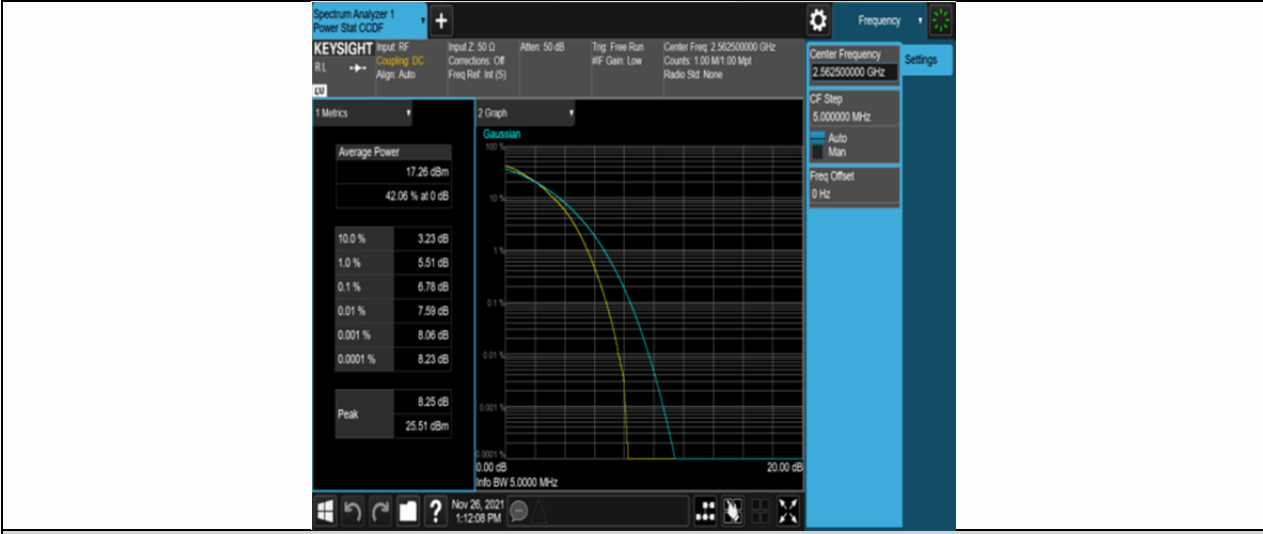 Spectrum Analyzer 1
Power Stat CCDF
+
Frequency
KEYSIGHT
R L
LV
Input: RF
Coupling: DC
Align: Auto
Input Z: 50 Ω
Corrections: Off
Freq Ref: Int (S)
Atten: 50 dB
Trig: Free Run
#IF Gain: Low
Center Freq: 2.562500000 GHz
Counts: 1.00 M/1.00 Mpt
Radio Std: None
Center Frequency
2.562500000 GHz
Settings
CF Step
5.000000 MHz
Auto
Man
Freq Offset
0 Hz
1 Metrics
Average Power
17.26 dBm
42.06 % at 0 dB
10.0 % 3.23 dB
1.0 % 5.51 dB
0.1 % 6.78 dB
0.01 % 7.59 dB
0.001 % 8.06 dB
0.0001 % 8.23 dB
Peak
8.25 dB
25.51 dBm
2 Graph
Gaussian
100 %
10 %
1 %
0.1 %
0.01 %
0.001 %
0.0001 %
0.00 dB 20.00 dB
Info BW 5.0000 MHz
?
Nov 26, 2021
1:12:08 PM